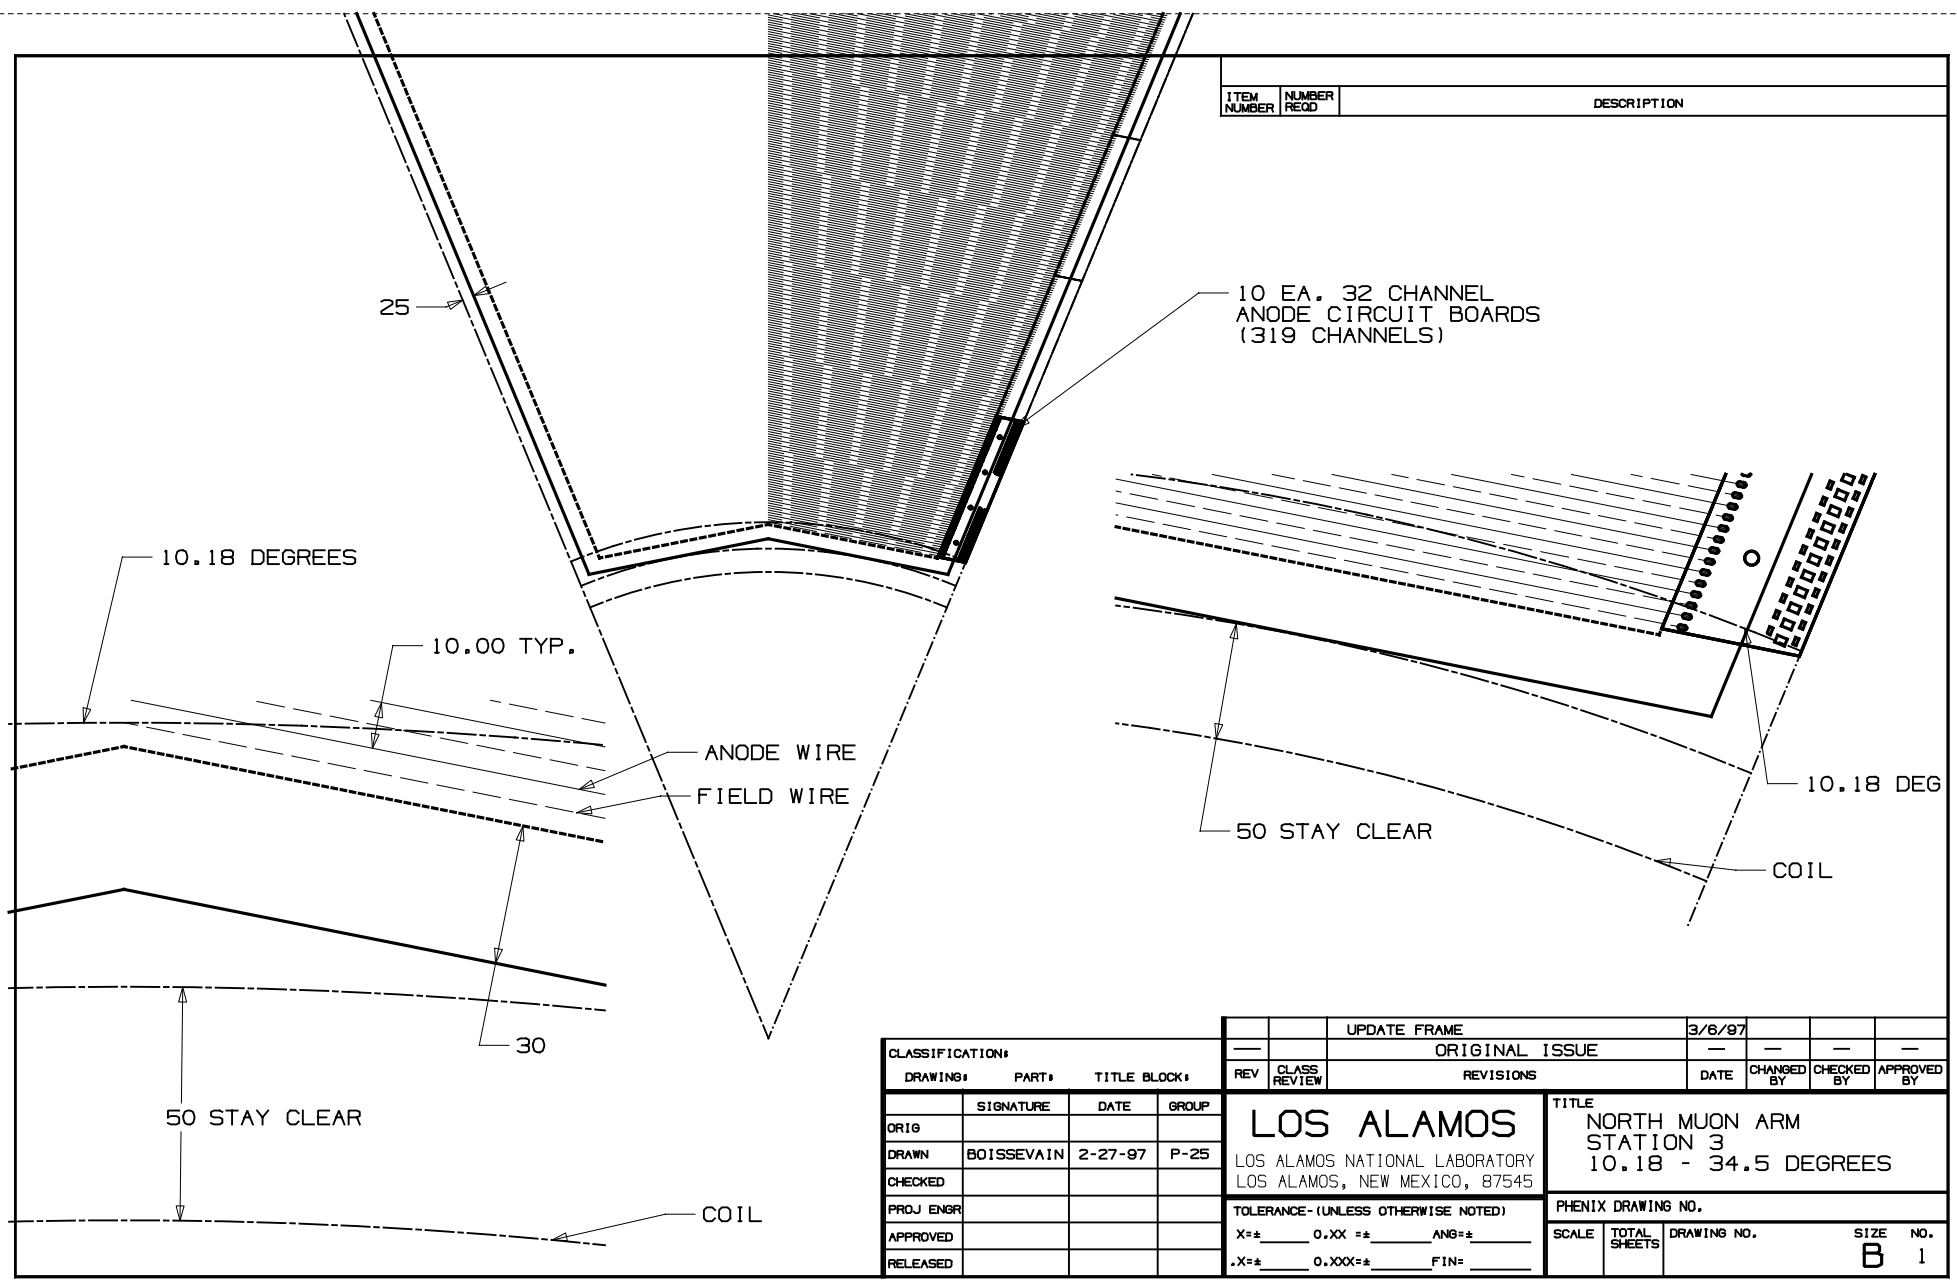 ITEM NUMBER
NUMBER REQD
DESCRIPTION
25
10 EA. 32 CHANNEL
ANODE CIRCUIT BOARDS
(319 CHANNELS)
10.18 DEGREES
10.00 TYP.
ANODE WIRE
FIELD WIRE
10.18 DEG
50 STAY CLEAR
COIL
30
50 STAY CLEAR
COIL
UPDATE FRAME 3/6/97
— ORIGINAL ISSUE — — — —
REV CLASS REVIEW REVISIONS DATE CHANGED BY CHECKED BY APPROVED BY
CLASSIFICATION:
DRAWING: PART: TITLE BLOCK:
SIGNATURE DATE GROUP
ORIG
DRAWN BOISSEVAIN 2-27-97 P-25
CHECKED
PROJ ENGR
APPROVED
RELEASED
LOS ALAMOS
LOS ALAMOS NATIONAL LABORATORY
LOS ALAMOS, NEW MEXICO, 87545
TOLERANCE-(UNLESS OTHERWISE NOTED)
X=± 0.XX =± ANG=±
.X=± 0.XXX=± FIN=
TITLE
NORTH MUON ARM
STATION 3
10.18 - 34.5 DEGREES
PHENIX DRAWING NO.
SCALE TOTAL SHEETS DRAWING NO. SIZE NO.
B 1